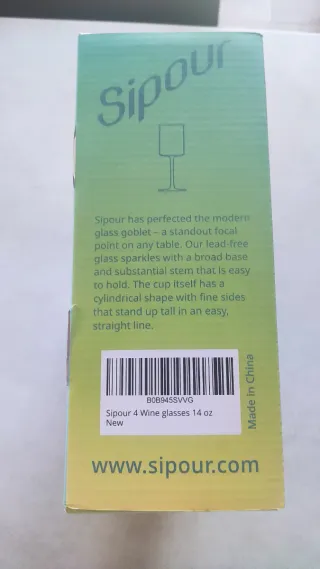 Sipour
Sipour has perfected the modern
glass goblet – a standout focal
point on any table. Our lead-free
glass sparkles with a broad base
and substantial stem that is easy
to hold. The cup itself has a
cylindrical shape with fine sides
that stand up tall in an easy,
straight line.
B0B945SVVG
Sipour 4 Wine glasses 14 oz
New
Made in China
www.sipour.com